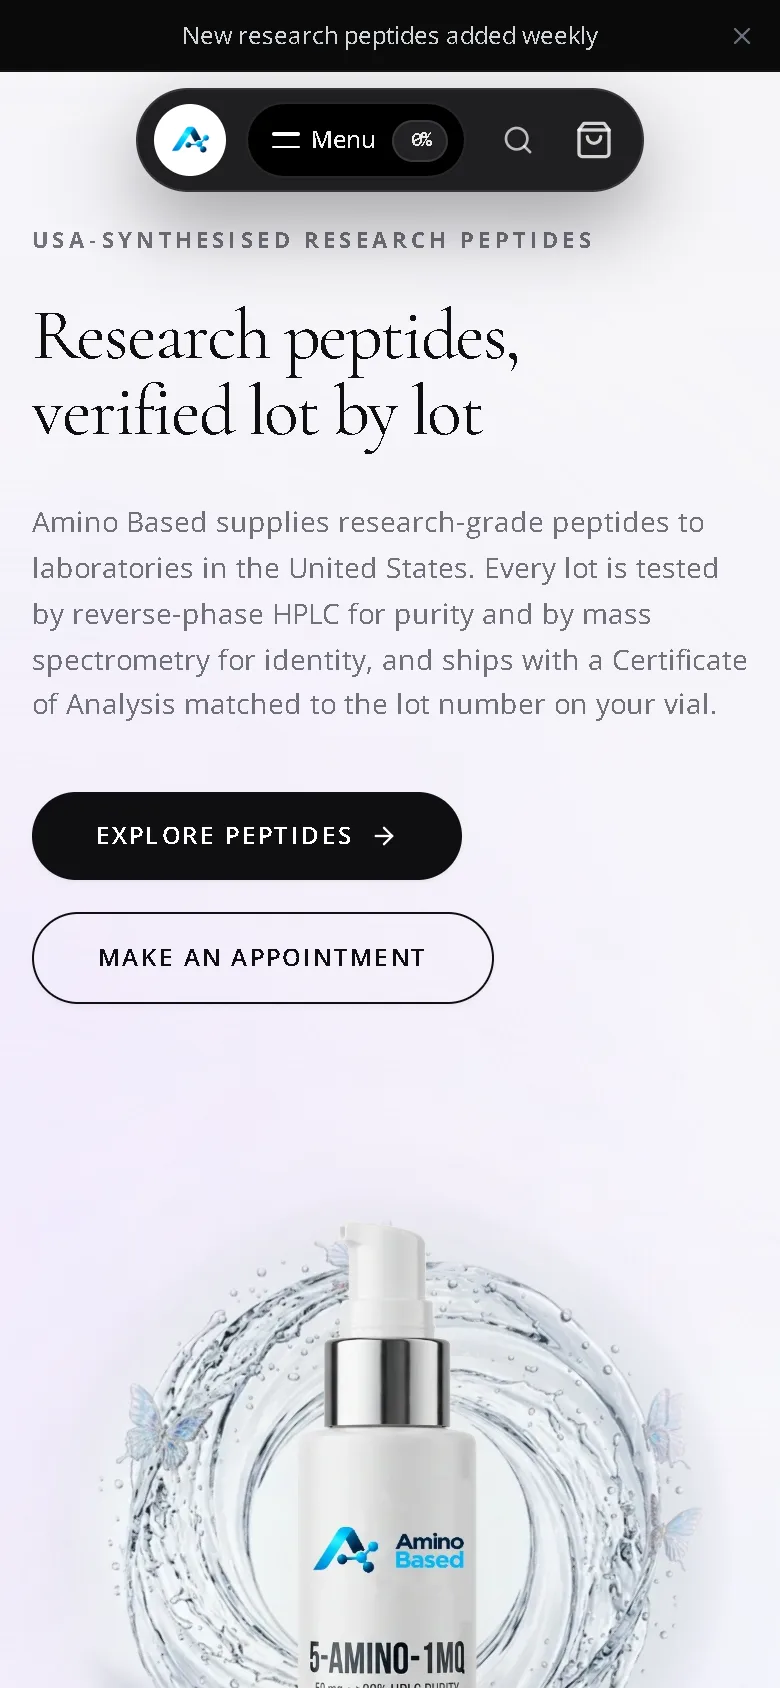 New research peptides added weekly
Menu 0%
USA-SYNTHESISED RESEARCH PEPTIDES
Research peptides,
verified lot by lot
Amino Based supplies research-grade peptides to
laboratories in the United States. Every lot is tested
by reverse-phase HPLC for purity and by mass
spectrometry for identity, and ships with a Certificate
of Analysis matched to the lot number on your vial.
EXPLORE PEPTIDES
MAKE AN APPOINTMENT
Amino
Based
5-AMINO-1MQ